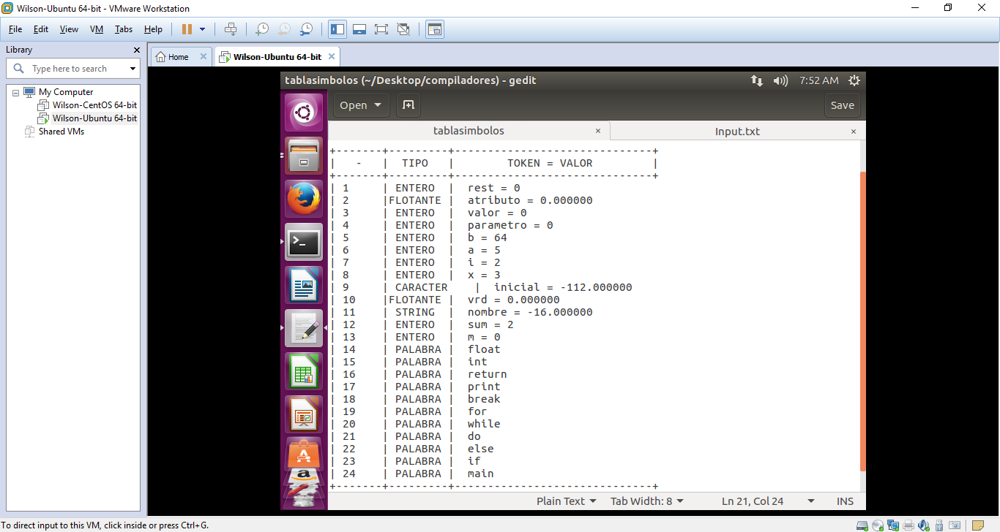 Wilson-Ubuntu 64-bit - VMware Workstation
File Edit View VM Tabs Help
Library
Type here to search
My Computer
Wilson-CentOS 64-bit
Wilson-Ubuntu 64-bit
Shared VMs
Home
Wilson-Ubuntu 64-bit
tablasimbolos (~/Desktop/compiladores) - gedit
7:52 AM
Open
Save
tablasimbolos
Input.txt
+-------+---------+------------------------------+
|   -   |  TIPO   |        TOKEN = VALOR         |
+-------+---------+------------------------------+
| 1     | ENTERO  |  rest = 0
| 2     |FLOTANTE |  atributo = 0.000000
| 3     | ENTERO  |  valor = 0
| 4     | ENTERO  |  parametro = 0
| 5     | ENTERO  |  b = 64
| 6     | ENTERO  |  a = 5
| 7     | ENTERO  |  i = 2
| 8     | ENTERO  |  x = 3
| 9     | CARACTER    |  inicial = -112.000000
| 10    |FLOTANTE |  vrd = 0.000000
| 11    | STRING  |  nombre = -16.000000
| 12    | ENTERO  |  sum = 2
| 13    | ENTERO  |  m = 0
| 14    | PALABRA |  float
| 15    | PALABRA |  int
| 16    | PALABRA |  return
| 17    | PALABRA |  print
| 18    | PALABRA |  break
| 19    | PALABRA |  for
| 20    | PALABRA |  while
| 21    | PALABRA |  do
| 22    | PALABRA |  else
| 23    | PALABRA |  if
| 24    | PALABRA |  main
+-------+---------+------------------------------+
Plain Text Tab Width: 8 Ln 21, Col 24 INS
To direct input to this VM, click inside or press Ctrl+G.